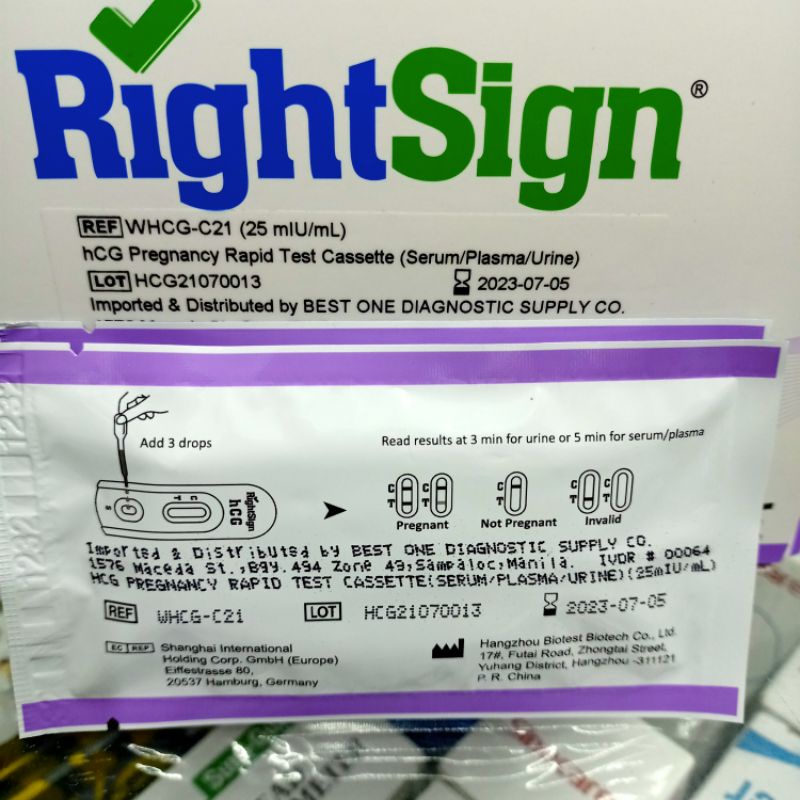 RightSign®
REF WHCG-C21 (25 mIU/mL)
hCG Pregnancy Rapid Test Cassette (Serum/Plasma/Urine)
LOT HCG21070013 2023-07-05
Imported & Distributed by BEST ONE DIAGNOSTIC SUPPLY CO.
Add 3 drops
Read results at 3 min for urine or 5 min for serum/plasma
S T C RightSign hCG
C T C T C T C T C T
Pregnant Not Pregnant Invalid
Imported & Distributed by BEST ONE DIAGNOSTIC SUPPLY CO.
1576 Maceda St.,Bgy.494 Zone 49,Sampaloc,Manila. IVDR # 00064
HCG PREGNANCY RAPID TEST CASSETTE(SERUM/PLASMA/URINE)(25mIU/mL)
REF WHCG-C21 LOT HCG21070013 2023-07-05
EC REP Shanghai International
Holding Corp. GmbH (Europe)
Eiffestrasse 80,
20537 Hamburg, Germany
Hangzhou Biotest Biotech Co., Ltd.
17#, Futai Road, Zhongtai Street,
Yuhang District, Hangzhou -311121
P. R. China